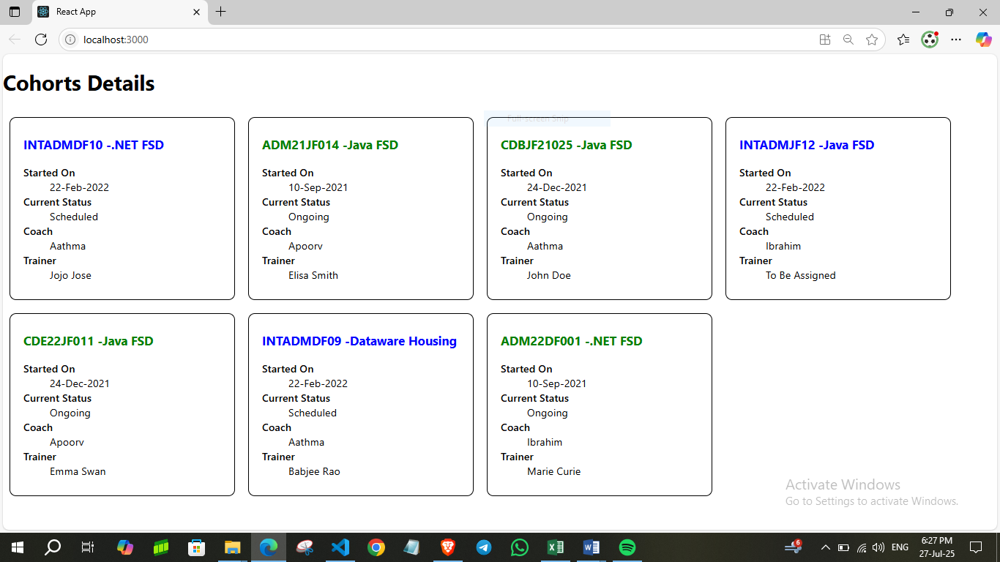 React App
localhost:3000
Cohorts Details
Full-screen Snip
INTADMDF10 -.NET FSD
Started On
22-Feb-2022
Current Status
Scheduled
Coach
Aathma
Trainer
Jojo Jose
ADM21JF014 -Java FSD
Started On
10-Sep-2021
Current Status
Ongoing
Coach
Apoorv
Trainer
Elisa Smith
CDBJF21025 -Java FSD
Started On
24-Dec-2021
Current Status
Ongoing
Coach
Aathma
Trainer
John Doe
INTADMJF12 -Java FSD
Started On
22-Feb-2022
Current Status
Scheduled
Coach
Ibrahim
Trainer
To Be Assigned
CDE22JF011 -Java FSD
Started On
24-Dec-2021
Current Status
Ongoing
Coach
Apoorv
Trainer
Emma Swan
INTADMDF09 -Dataware Housing
Started On
22-Feb-2022
Current Status
Scheduled
Coach
Aathma
Trainer
Babjee Rao
ADM22DF001 -.NET FSD
Started On
10-Sep-2021
Current Status
Ongoing
Coach
Ibrahim
Trainer
Marie Curie
Activate Windows
Go to Settings to activate Windows.
6
ENG
6:27 PM
27-Jul-25